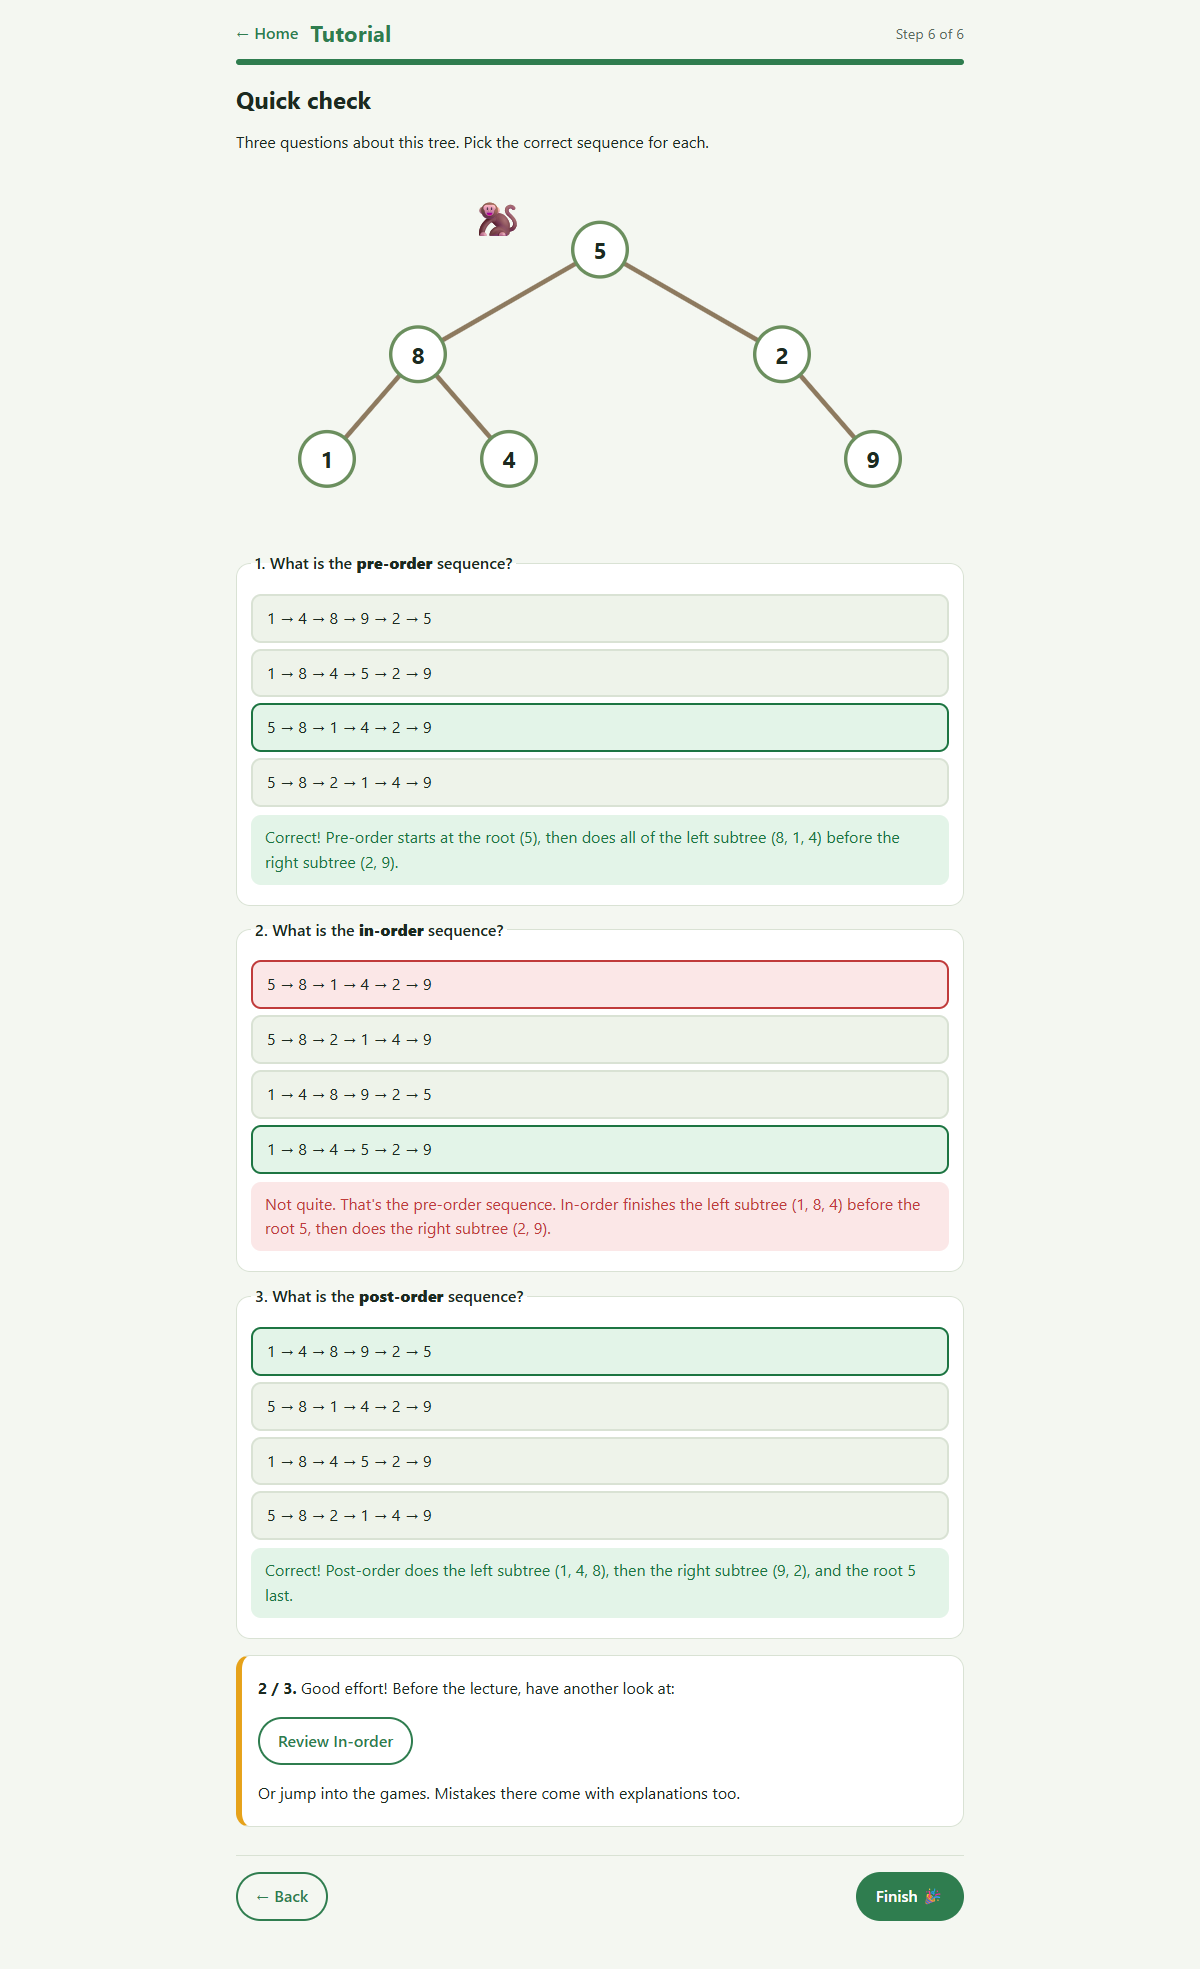 ← Home Tutorial Step 6 of 6
Quick check
Three questions about this tree. Pick the correct sequence for each.
5
8 2
1 4 9
1. What is the pre-order sequence?
1 → 4 → 8 → 9 → 2 → 5
1 → 8 → 4 → 5 → 2 → 9
5 → 8 → 1 → 4 → 2 → 9
5 → 8 → 2 → 1 → 4 → 9
Correct! Pre-order starts at the root (5), then does all of the left subtree (8, 1, 4) before the
right subtree (2, 9).
2. What is the in-order sequence?
5 → 8 → 1 → 4 → 2 → 9
5 → 8 → 2 → 1 → 4 → 9
1 → 4 → 8 → 9 → 2 → 5
1 → 8 → 4 → 5 → 2 → 9
Not quite. That's the pre-order sequence. In-order finishes the left subtree (1, 8, 4) before the
root 5, then does the right subtree (2, 9).
3. What is the post-order sequence?
1 → 4 → 8 → 9 → 2 → 5
5 → 8 → 1 → 4 → 2 → 9
1 → 8 → 4 → 5 → 2 → 9
5 → 8 → 2 → 1 → 4 → 9
Correct! Post-order does the left subtree (1, 4, 8), then the right subtree (9, 2), and the root 5
last.
2 / 3. Good effort! Before the lecture, have another look at:
Review In-order
Or jump into the games. Mistakes there come with explanations too.
← Back Finish 🎉